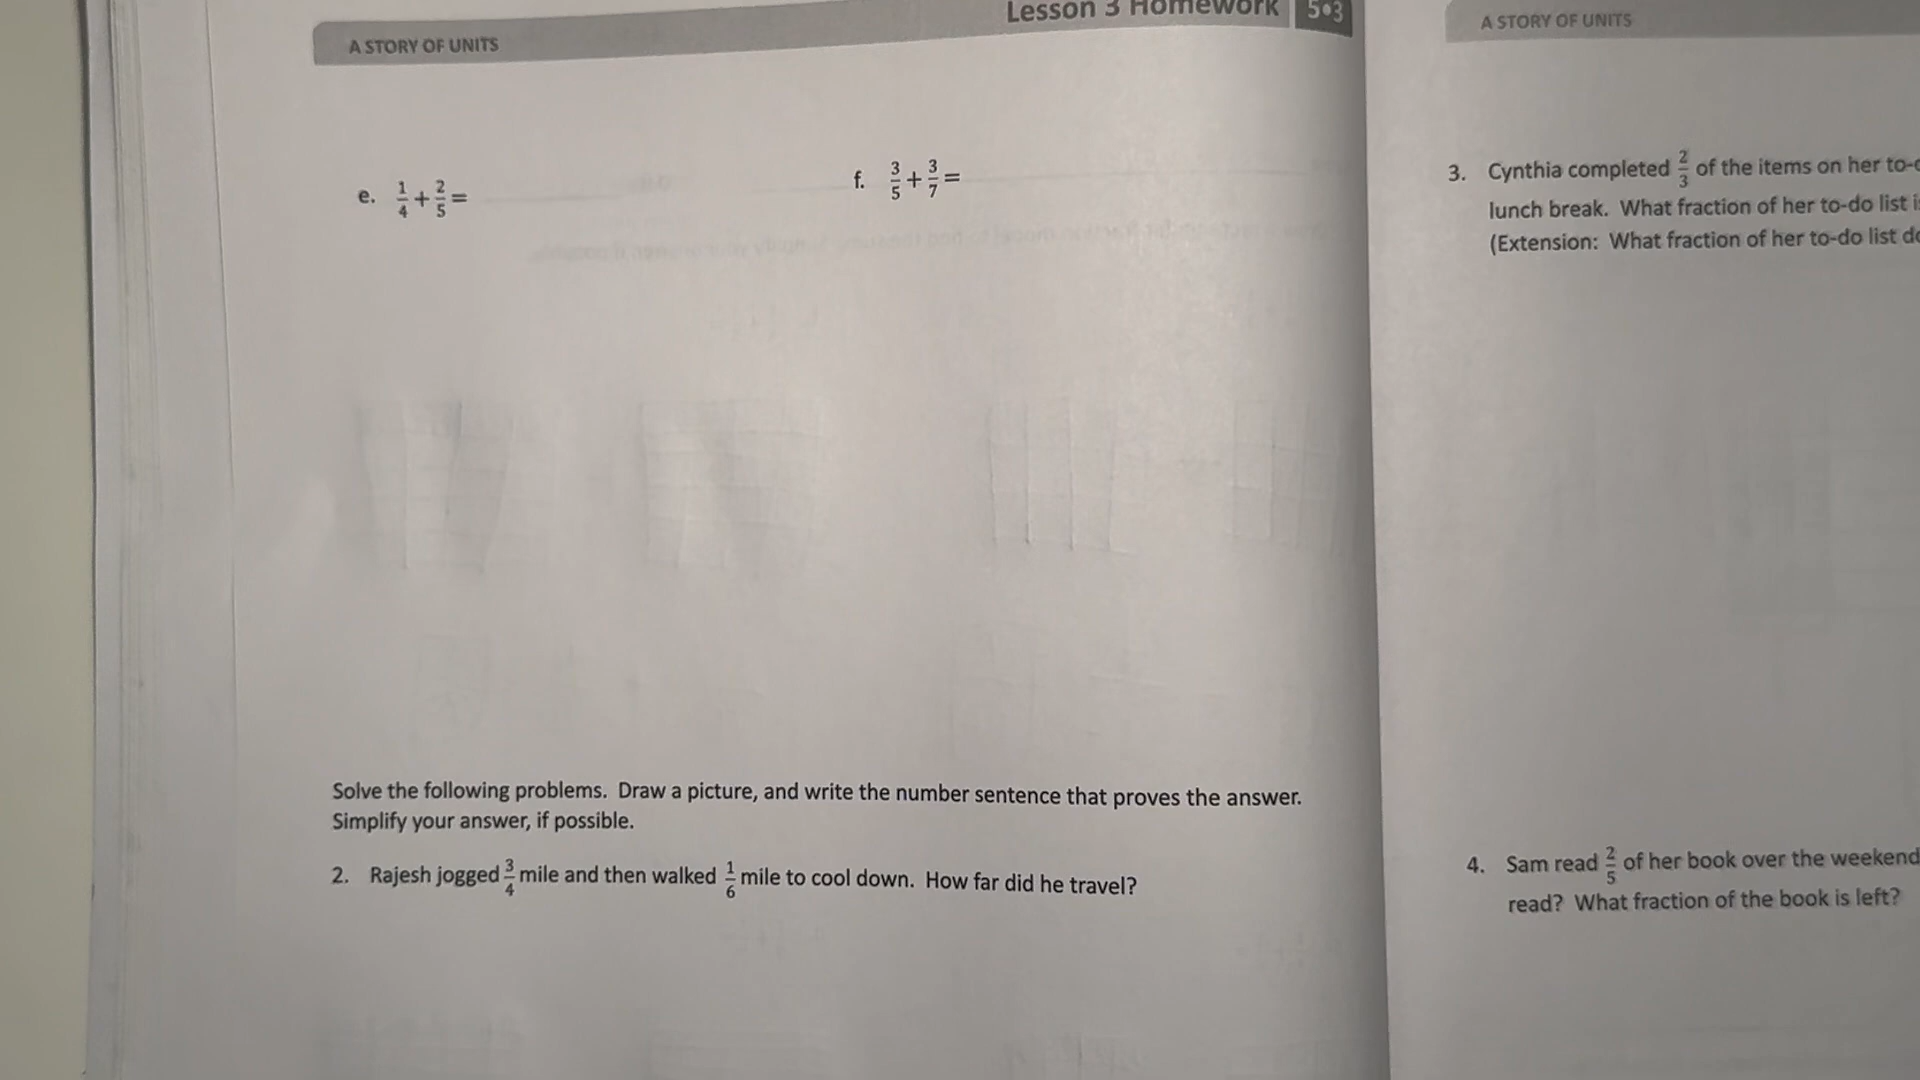 A STORY OF UNITS
Lesson 3 Homework 5•3
e. 1/4 + 2/5 =
f. 3/5 + 3/7 =
Solve the following problems. Draw a picture, and write the number sentence that proves the answer.
Simplify your answer, if possible.
2. Rajesh jogged 3/4 mile and then walked 1/6 mile to cool down. How far did he travel?
A STORY OF UNITS
3. Cynthia completed 2/3 of the items on her
lunch break. What fraction of her to-do list
(Extension: What fraction of her to-do list
4. Sam read 2/5 of her book over the weekend
read? What fraction of the book is left?